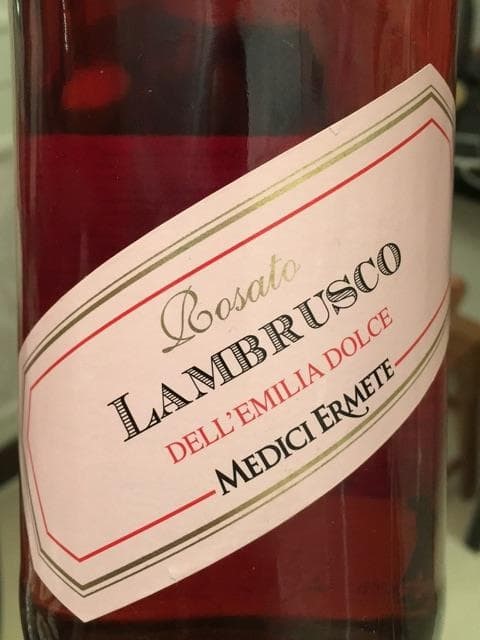 Rosato
LAMBRUSCO
DELL'EMILIA DOLCE
MEDICI ERMETE